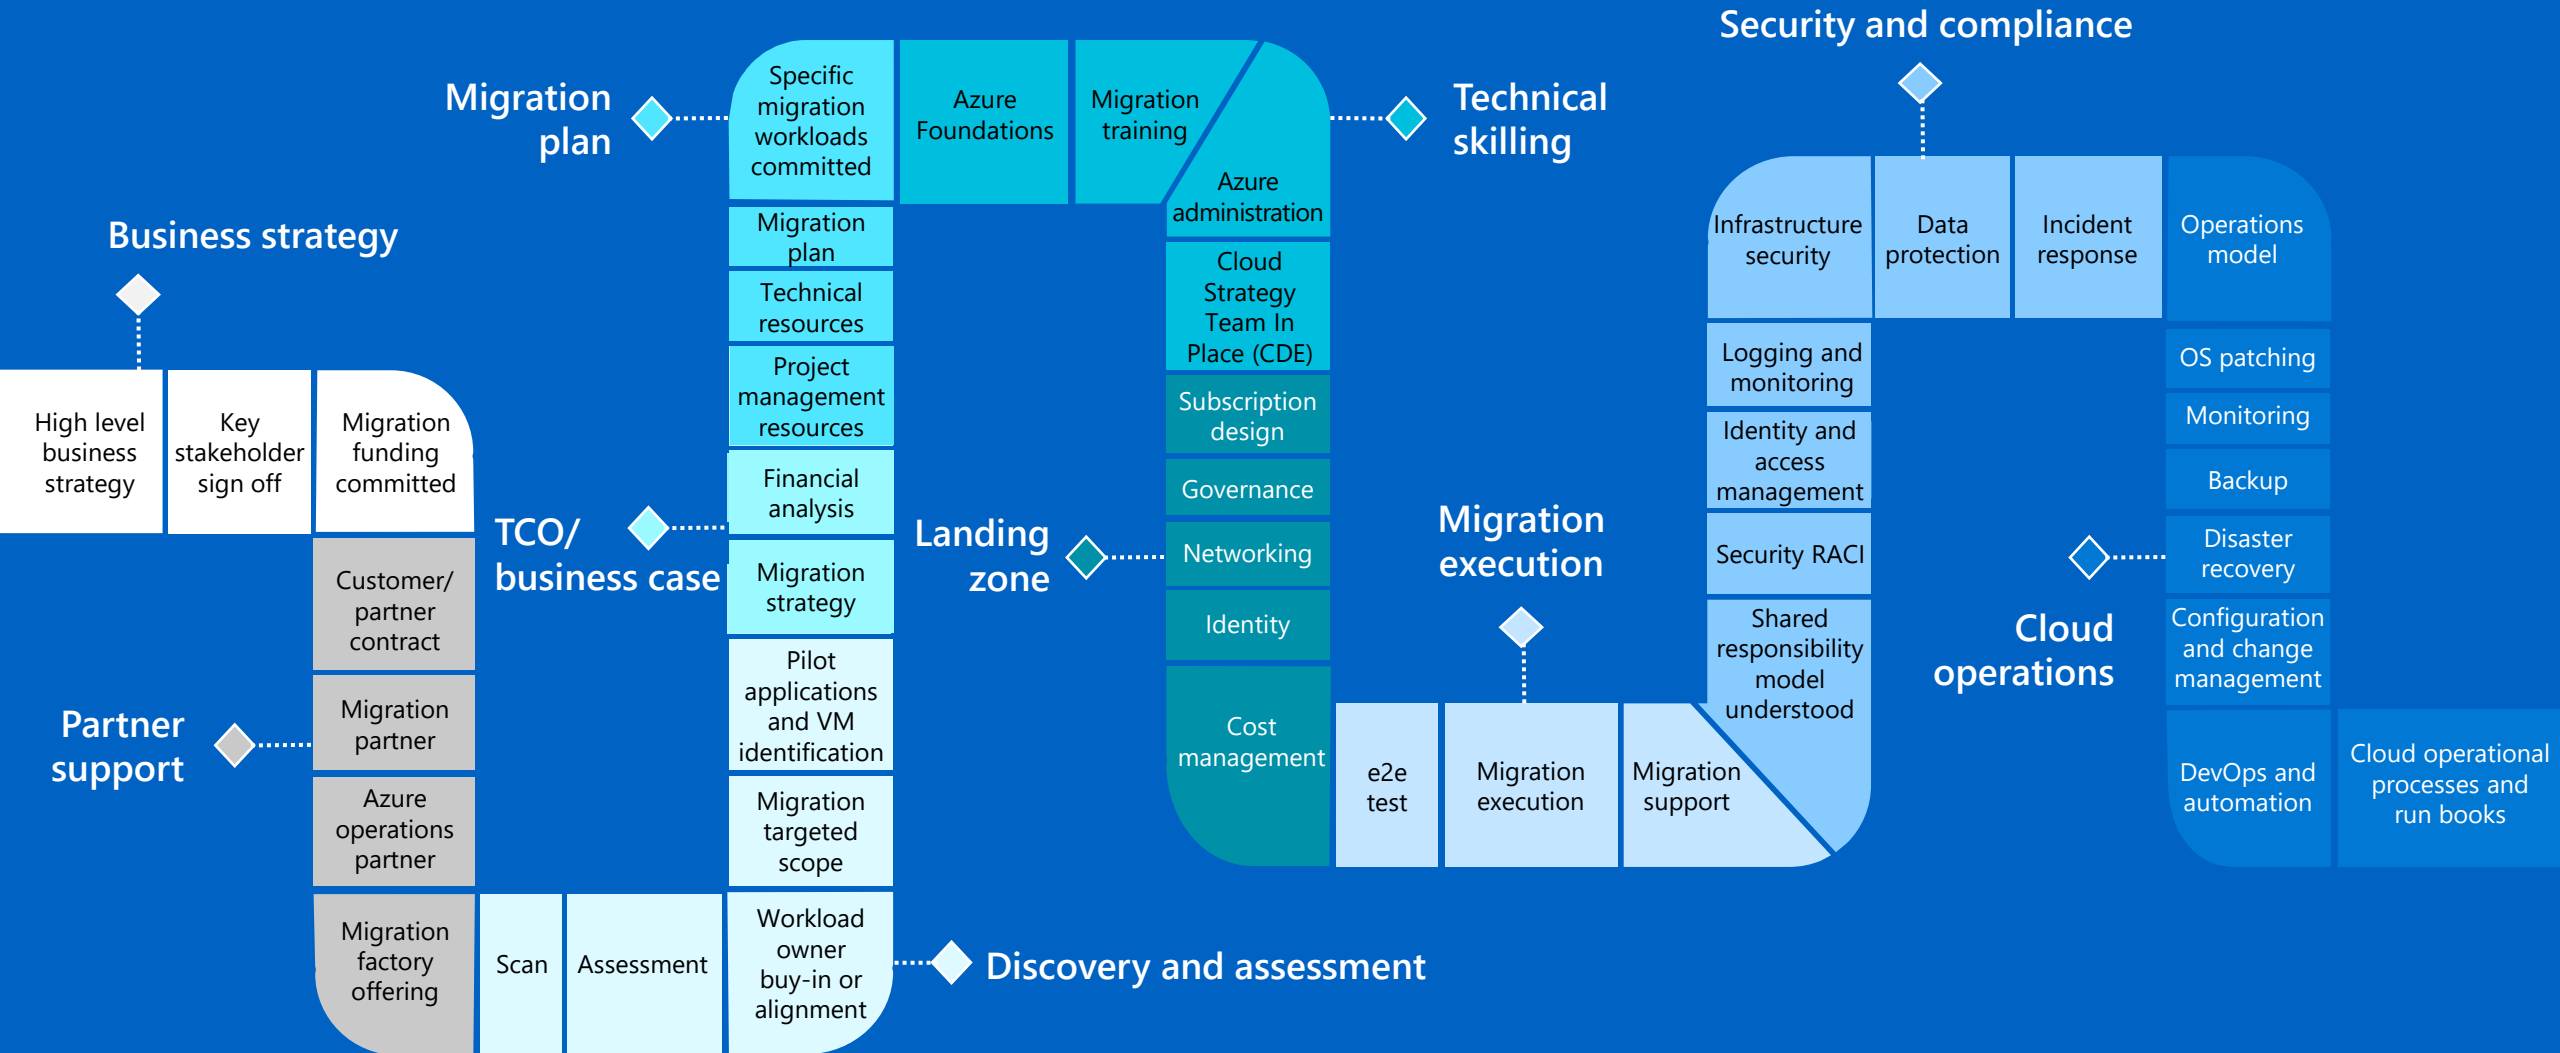 Business strategy
High level
business
strategy
Key
stakeholder
sign off
Migration
funding
committed
Partner
support
Customer/
partner
contract
Migration
partner
Azure
operations
partner
Migration
factory
offering
Discovery and assessment
Scan
Assessment
Workload
owner
buy-in or
alignment
Migration
targeted
scope
Pilot
applications
and VM
identification
TCO/
business case
Migration
strategy
Financial
analysis
Migration
plan
Project
management
resources
Technical
resources
Migration
plan
Specific
migration
workloads
committed
Technical
skilling
Azure
Foundations
Migration
training
Azure
administration
Cloud
Strategy
Team In
Place (CDE)
Landing
zone
Subscription
design
Governance
Networking
Identity
Cost
management
Migration
execution
e2e
test
Migration
execution
Migration
support
Security and compliance
Shared
responsibility
model
understood
Security RACI
Identity and
access
management
Logging and
monitoring
Infrastructure
security
Data
protection
Incident
response
Cloud
operations
Operations
model
OS patching
Monitoring
Backup
Disaster
recovery
Configuration
and change
management
DevOps and
automation
Cloud operational
processes and
run books